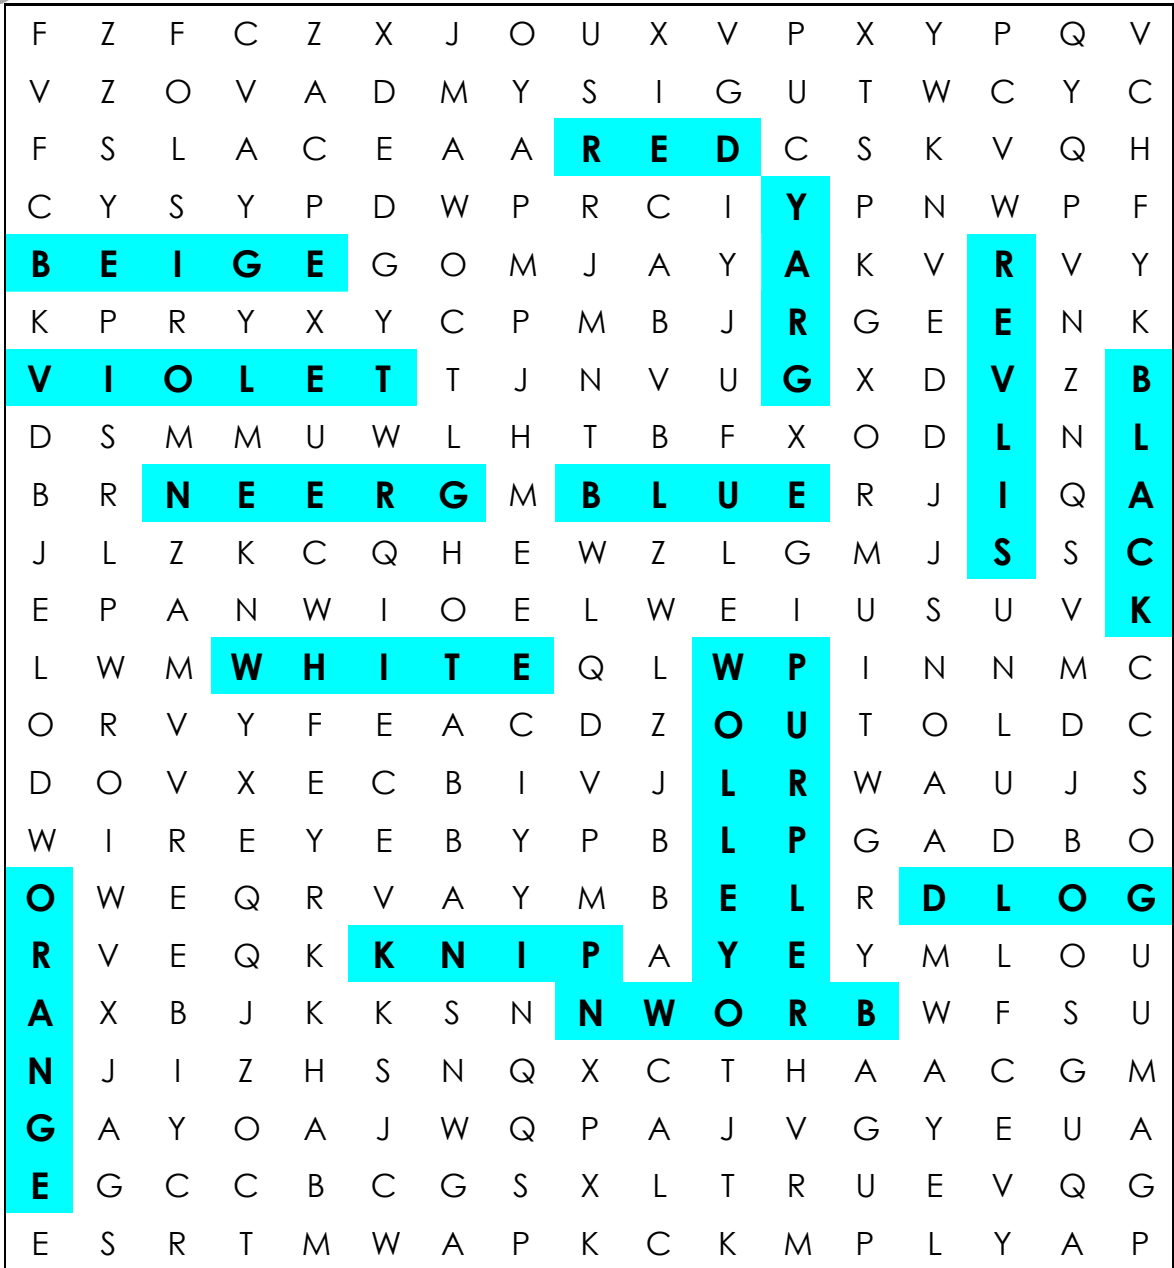 F Z F C Z X J O U X V P X Y P Q V
V Z O V A D M Y S I G U T W C Y C
F S L A C E A A R E D C S K V Q H
C Y S Y P D W P R C I Y P N W P F
B E I G E G O M J A Y A K V R V Y
K P R Y X Y C P M B J R G E E N K
V I O L E T T J N V U G X D V Z B
D S M M U W L H T B F X O D L N L
B R N E E R G M B L U E R J I Q A
J L Z K C Q H E W Z L G M J S S C
E P A N W I O E L W E I U S U V K
L W M W H I T E Q L W P I N N M C
O R V Y F E A C D Z O U T O L D C
D O V X E C B I V J L R W A U J S
W I R E Y E B Y P B L P G A D B O
O W E Q R V A Y M B E L R D L O G
R V E Q K K N I P A Y E Y M L O U
A X B J K K S N N W O R B W F S U
N J I Z H S N Q X C T H A A C G M
G A Y O A J W Q P A J V G Y E U A
E G C C B C G S X L T R U E V Q G
E S R T M W A P K C K M P L Y A P